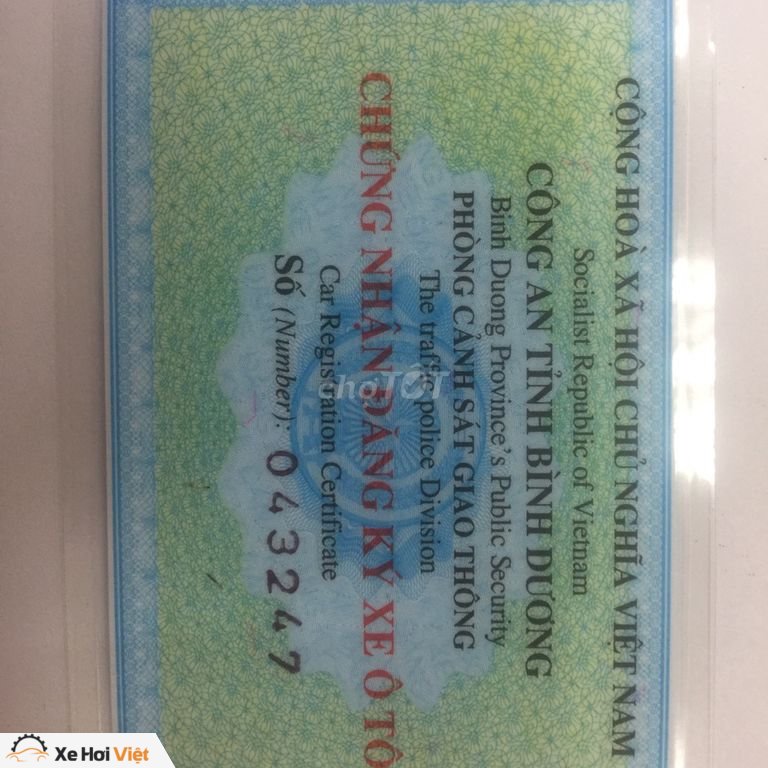 CỘNG HOÀ XÃ HỘI CHỦ NGHĨA VIỆT NAM
Socialist Republic of Vietnam
CÔNG AN TỈNH BÌNH DƯƠNG
Binh Duong Province's Public Security
PHÒNG CẢNH SÁT GIAO THÔNG
The traffic police Division
CHỨNG NHẬN ĐĂNG KÝ XE Ô TÔ
Car Registration Certificate
Số (Number): 043247
chợTỐT
Xe Hơi Việt